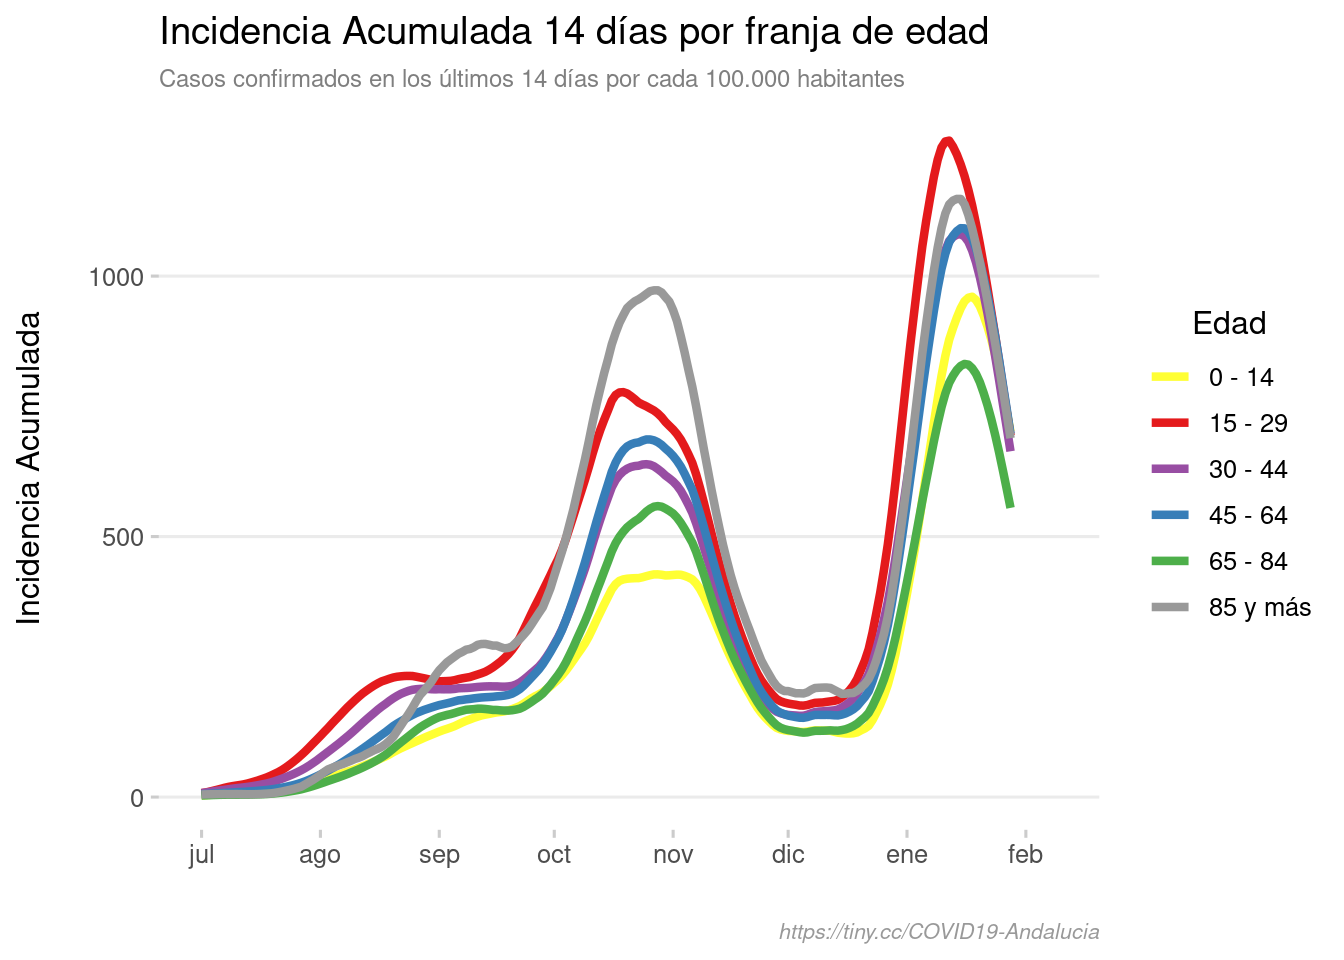 Incidencia Acumulada 14 días por franja de edad
Casos confirmados en los últimos 14 días por cada 100.000 habitantes
Incidencia Acumulada
1000
500
0
jul ago sep oct nov dic ene feb
Edad
0 - 14
15 - 29
30 - 44
45 - 64
65 - 84
85 y más
https://tiny.cc/COVID19-Andalucia